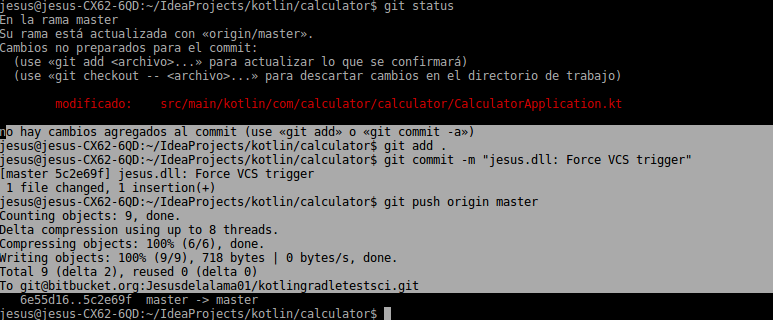 jesus@jesus-CX62-6QD:~/IdeaProjects/kotlin/calculator$ git status
En la rama master
Su rama está actualizada con «origin/master».
Cambios no preparados para el commit:
  (use «git add <archivo>...» para actualizar lo que se confirmará)
  (use «git checkout -- <archivo>...» para descartar cambios en el directorio de trabajo)
        modificado:    src/main/kotlin/com/calculator/calculator/CalculatorApplication.kt
no hay cambios agregados al commit (use «git add» o «git commit -a»)
jesus@jesus-CX62-6QD:~/IdeaProjects/kotlin/calculator$ git add .
jesus@jesus-CX62-6QD:~/IdeaProjects/kotlin/calculator$ git commit -m "jesus.dll: Force VCS trigger"
[master 5c2e69f] jesus.dll: Force VCS trigger
 1 file changed, 1 insertion(+)
jesus@jesus-CX62-6QD:~/IdeaProjects/kotlin/calculator$ git push origin master
Counting objects: 9, done.
Delta compression using up to 8 threads.
Compressing objects: 100% (6/6), done.
Writing objects: 100% (9/9), 718 bytes | 0 bytes/s, done.
Total 9 (delta 2), reused 0 (delta 0)
To git@bitbucket.org:Jesusdelalama01/kotlingradletestsci.git
   6e55d16..5c2e69f  master -> master
jesus@jesus-CX62-6QD:~/IdeaProjects/kotlin/calculator$